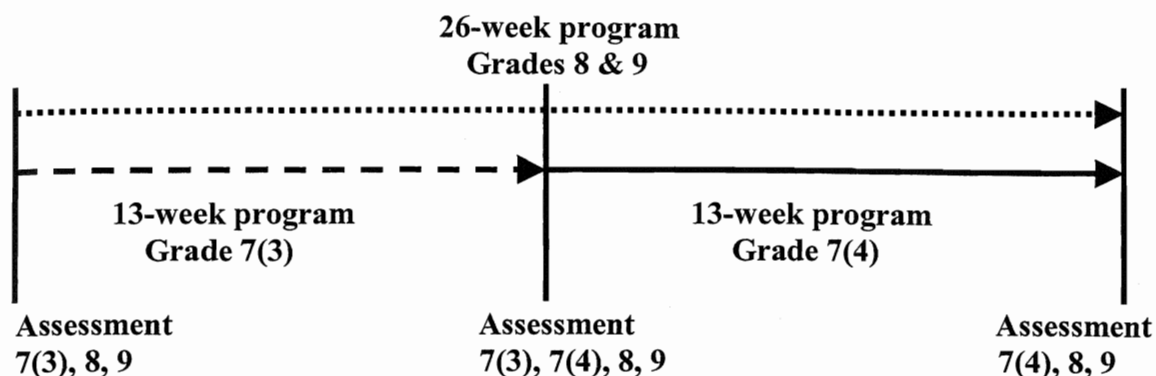 26-week program
Grades 8 & 9
13-week program
Grade 7(3)
13-week program
Grade 7(4)
Assessment
7(3), 8, 9
Assessment
7(3), 7(4), 8, 9
Assessment
7(4), 8, 9